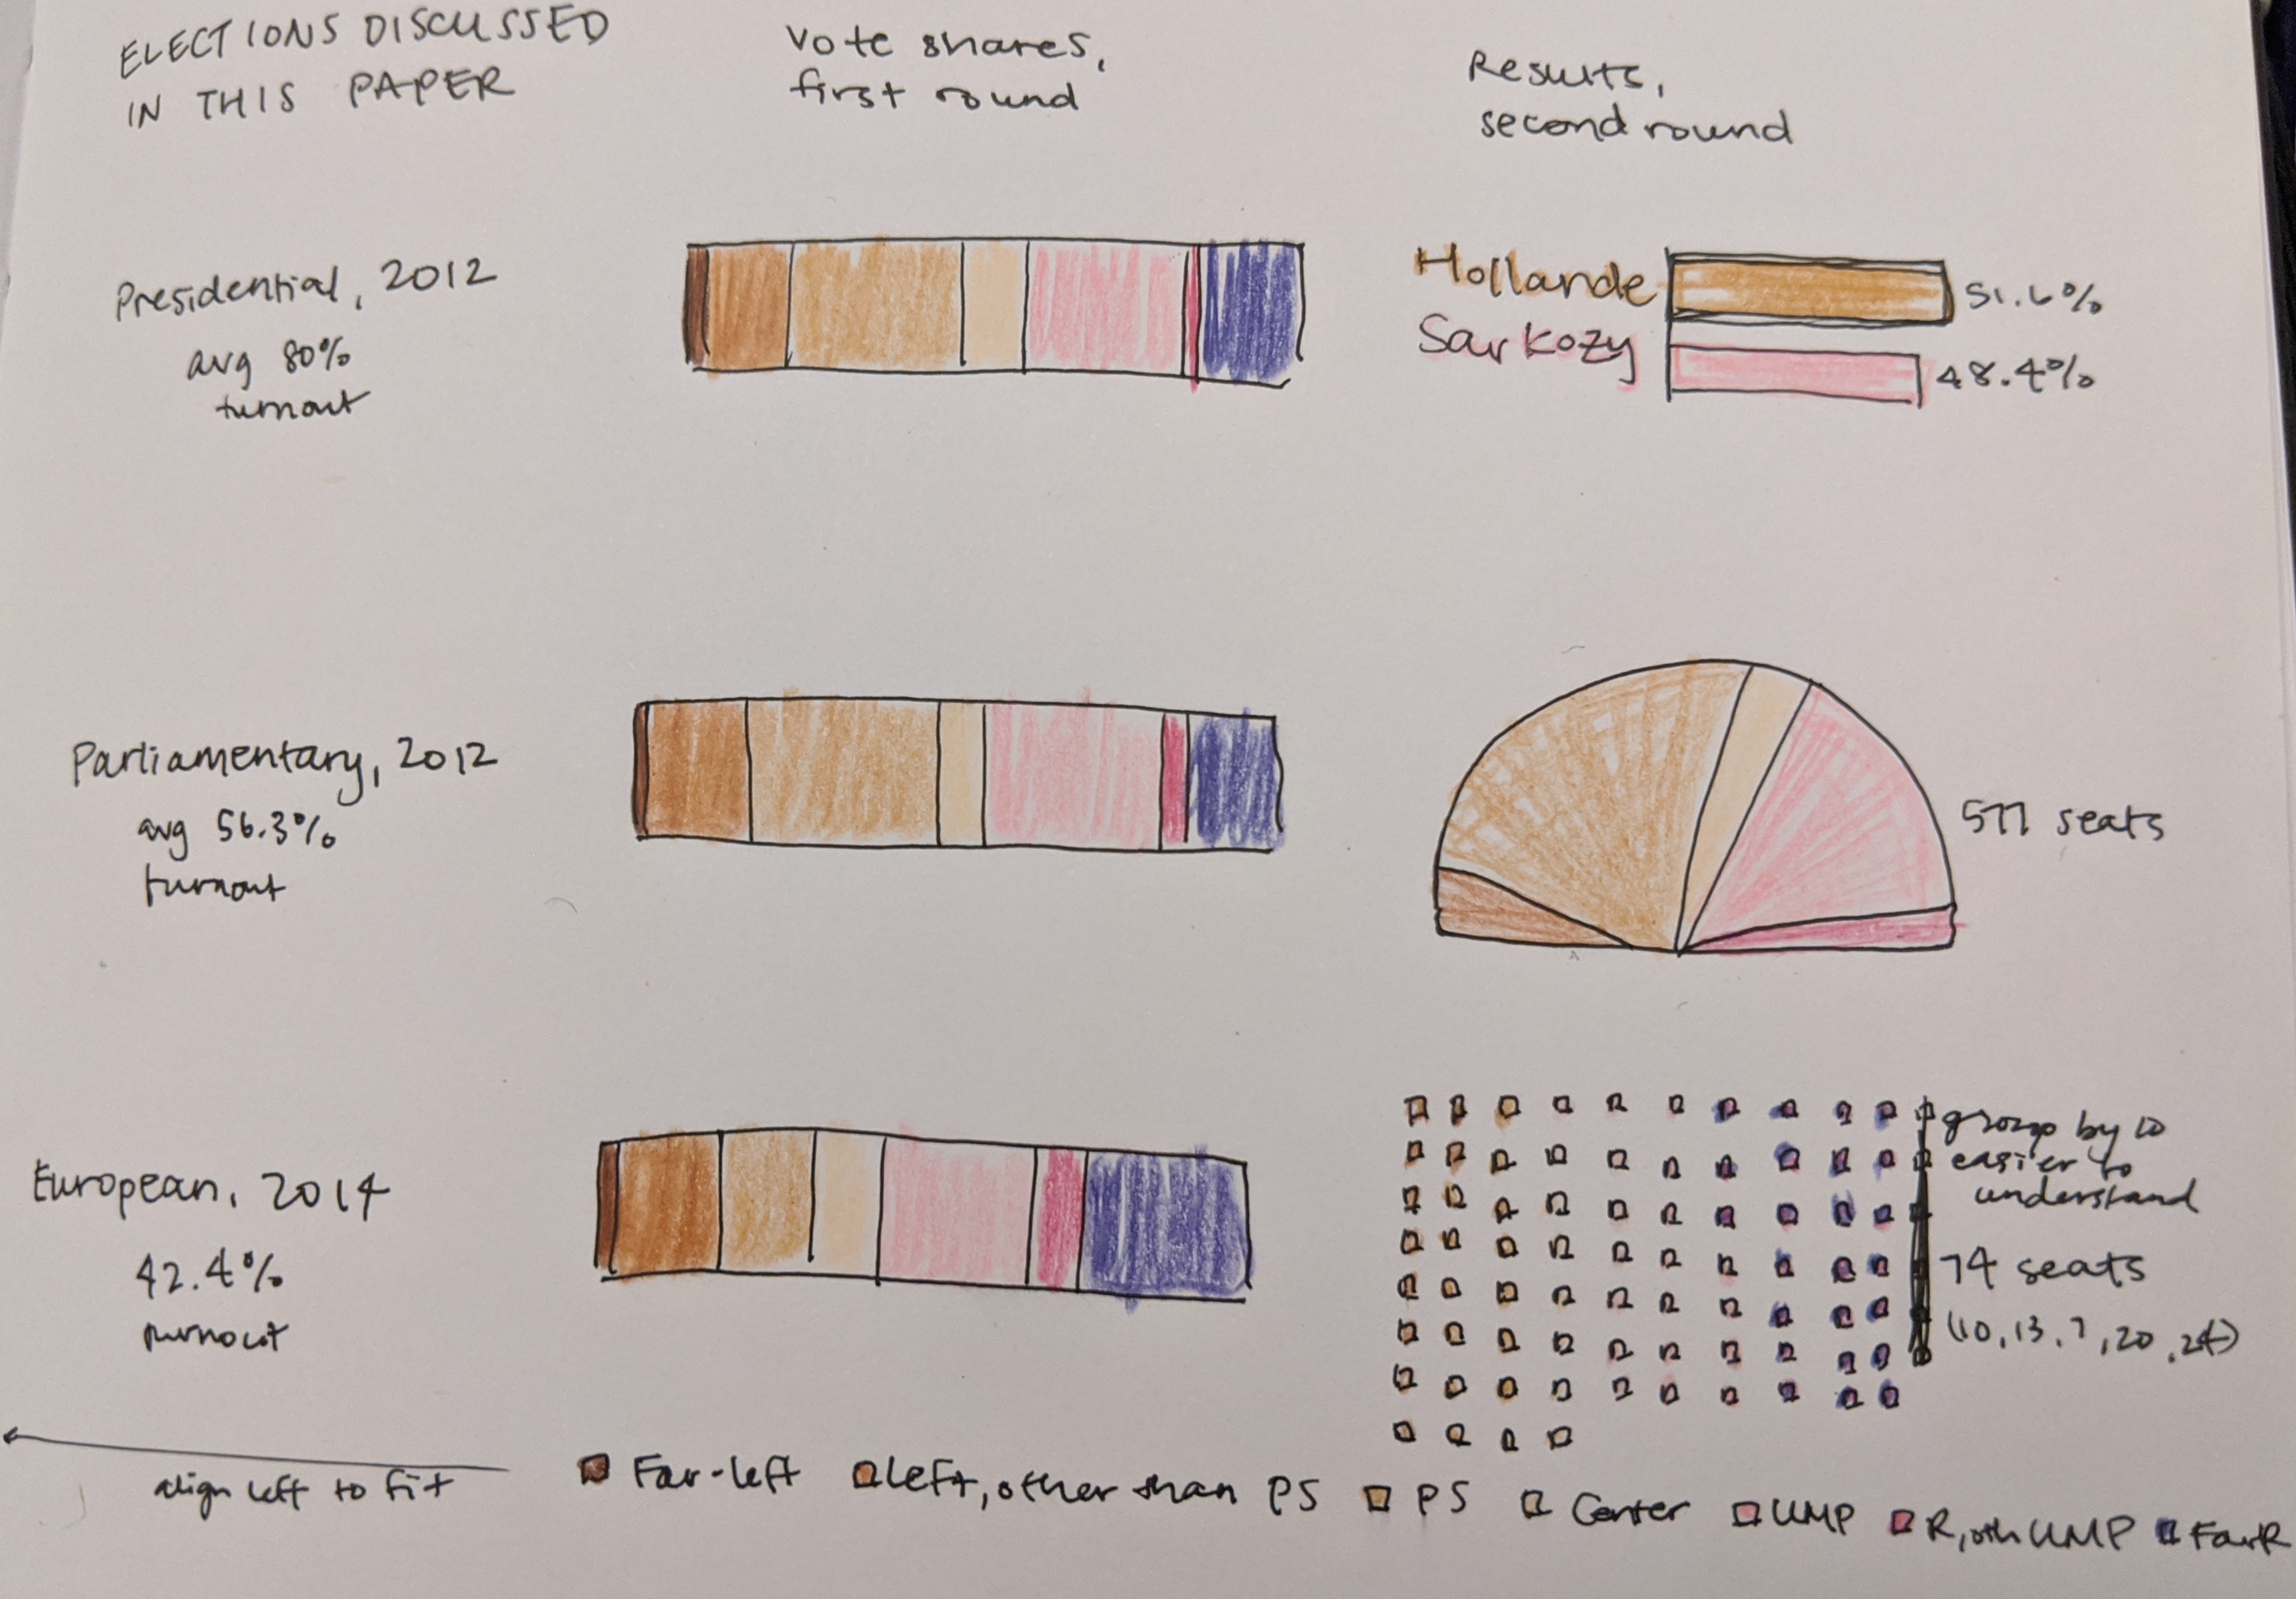 ELECTIONS DISCUSSED
IN THIS PAPER
Vote shares,
first round
Results,
second round
Presidential, 2012
avg 80%
turnout
Hollande
51.6%
Sarkozy
48.4%
Parliamentary, 2012
avg 56.3%
turnout
577 seats
European, 2014
42.4%
turnout
group by 10
easier to
understand
74 seats
(10, 13, 7, 20, 24)
align left to fit
Far-left
Left, other than PS
PS
Center
UMP
R, oth UMP
FarR